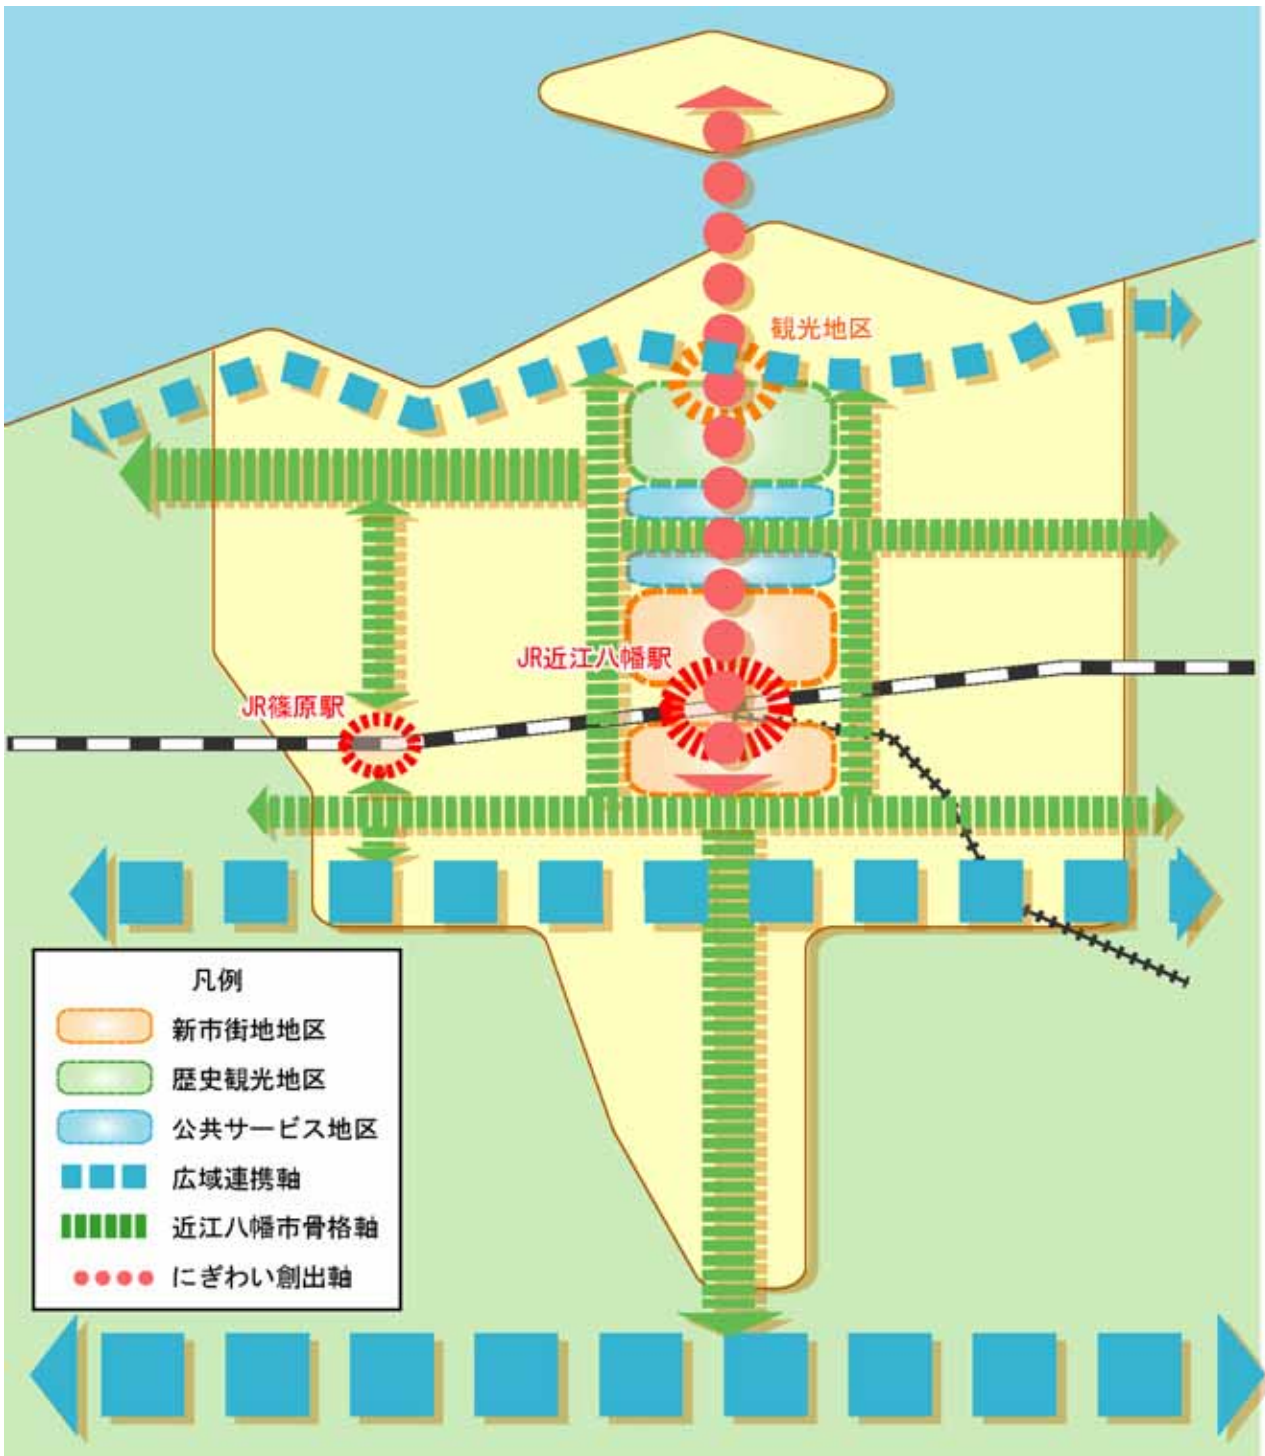 観光地区
JR近江八幡駅
JR篠原駅
凡例
新市街地地区
歴史観光地区
公共サービス地区
広域連携軸
近江八幡市骨格軸
にぎわい創出軸